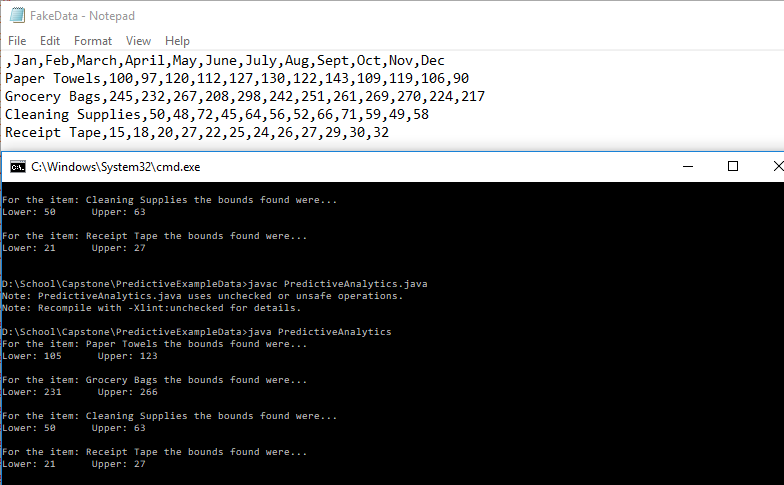 FakeData - Notepad
File Edit Format View Help
,Jan,Feb,March,April,May,June,July,Aug,Sept,Oct,Nov,Dec
Paper Towels,100,97,120,112,127,130,122,143,109,119,106,90
Grocery Bags,245,232,267,208,298,242,251,261,269,270,224,217
Cleaning Supplies,50,48,72,45,64,56,52,66,71,59,49,58
Receipt Tape,15,18,20,27,22,25,24,26,27,29,30,32
C:\Windows\System32\cmd.exe
For the item: Cleaning Supplies the bounds found were...
Lower: 50 Upper: 63
For the item: Receipt Tape the bounds found were...
Lower: 21 Upper: 27
D:\School\Capstone\PredictiveExampleData>javac PredictiveAnalytics.java
Note: PredictiveAnalytics.java uses unchecked or unsafe operations.
Note: Recompile with -Xlint:unchecked for details.
D:\School\Capstone\PredictiveExampleData>java PredictiveAnalytics
For the item: Paper Towels the bounds found were...
Lower: 105 Upper: 123
For the item: Grocery Bags the bounds found were...
Lower: 231 Upper: 266
For the item: Cleaning Supplies the bounds found were...
Lower: 50 Upper: 63
For the item: Receipt Tape the bounds found were...
Lower: 21 Upper: 27